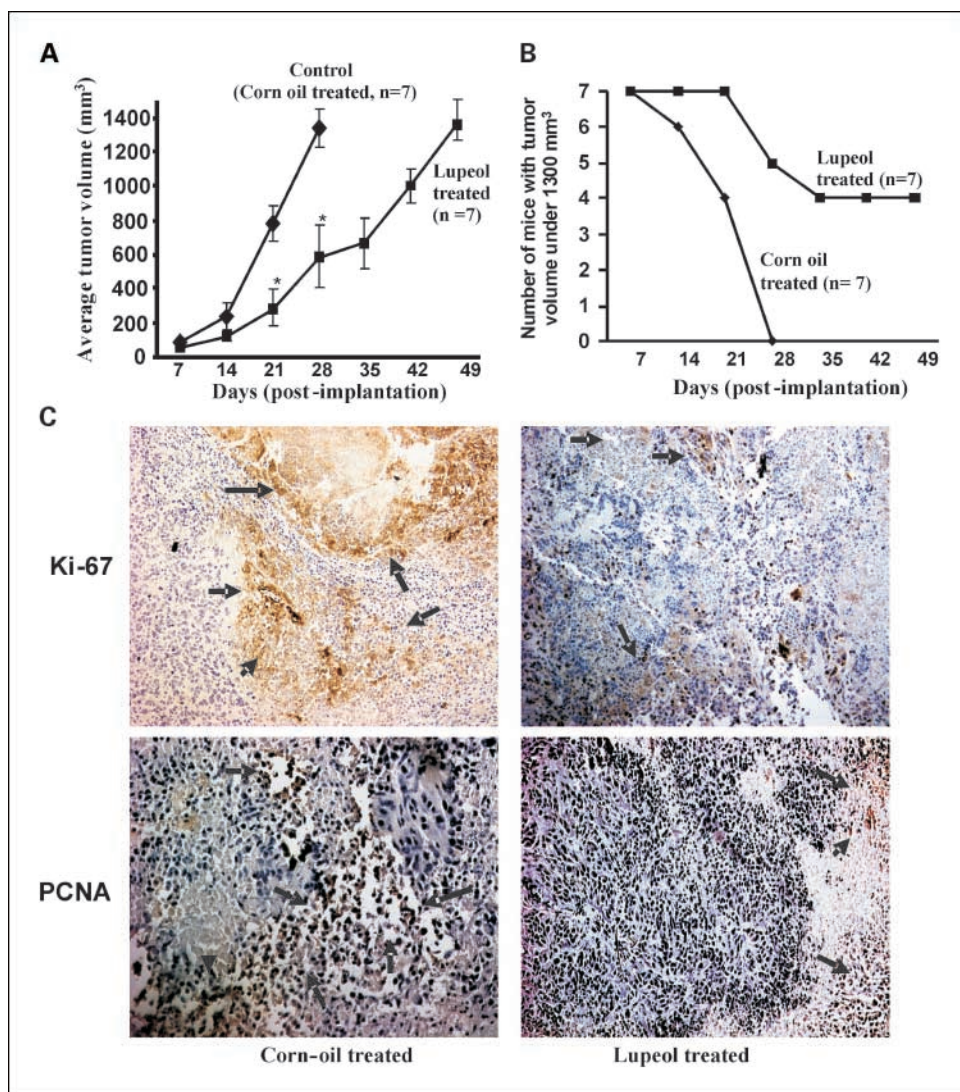 A
Average tumor volume (mm3)
1400
1200
1000
800
600
400
200
0
Control
(Corn oil treated, n=7)
Lupeol
treated
(n =7)
*
*
7 14 21 28 35 42 49
Days (post-implantation)
B
Number of mice with tumor
volume under 1300 mm3
7
6
5
4
3
2
1
0
Lupeol
treated (n=7)
Corn oil
treated (n= 7)
7 14 21 28 35 42 49
Days (post-implantation)
C
Ki-67
PCNA
Corn-oil treated
Lupeol treated